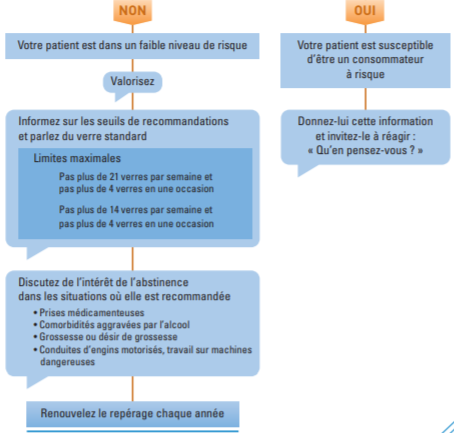 NON
Votre patient est dans un faible niveau de risque
Valorisez
Informez sur les seuils de recommandations
et parlez du verre standard
Limites maximales
Pas plus de 21 verres par semaine et
pas plus de 4 verres en une occasion
Pas plus de 14 verres par semaine et
pas plus de 4 verres en une occasion
Discutez de l'intérêt de l'abstinence
dans les situations où elle est recommandée
• Prises médicamenteuses
• Comorbidités aggravées par l'alcool
• Grossesse ou désir de grossesse
• Conduites d'engins motorisés, travail sur machines
dangereuses
Renouvelez le repérage chaque année
OUI
Votre patient est susceptible
d'être un consommateur
à risque
Donnez-lui cette information
et invitez-le à réagir :
« Qu'en pensez-vous ? »